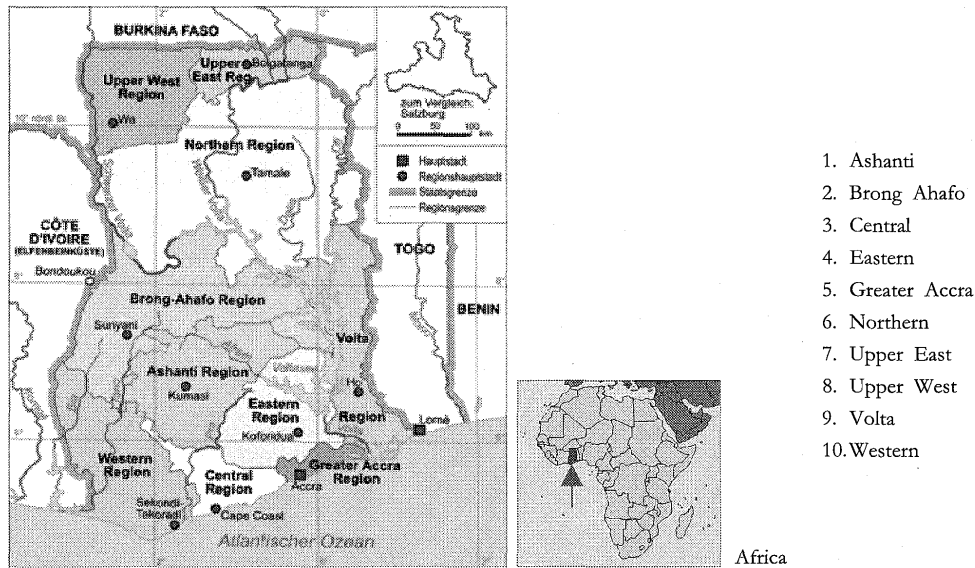 BURKINA FASO
Upper West
Region
Wa
Upper
East Reg.
Bolgatanga
10° nördl. Br.
Northern Region
Tamale
zum Vergleich:
Salzburg
0 50 100
km
Hauptstadt
Regionshauptstadt
Staatsgrenze
Regionsgrenze
CÔTE
D'IVOIRE
(ELFENBEINKÜSTE)
Bondoukou
TOGO
BENIN
Brong-Ahafo Region
Sunyani
Volta
Ashanti Region
Kumasi
Voltasee
Ho
Eastern
Region
Region
Koforidua
Lomé
Western
Region
Central
Region
Greater Accra
Region
Accra
Sekondi-
Takoradi
Cape Coast
Atlantischer Ozean
Africa
1. Ashanti
2. Brong Ahafo
3. Central
4. Eastern
5. Greater Accra
6. Northern
7. Upper East
8. Upper West
9. Volta
10. Western